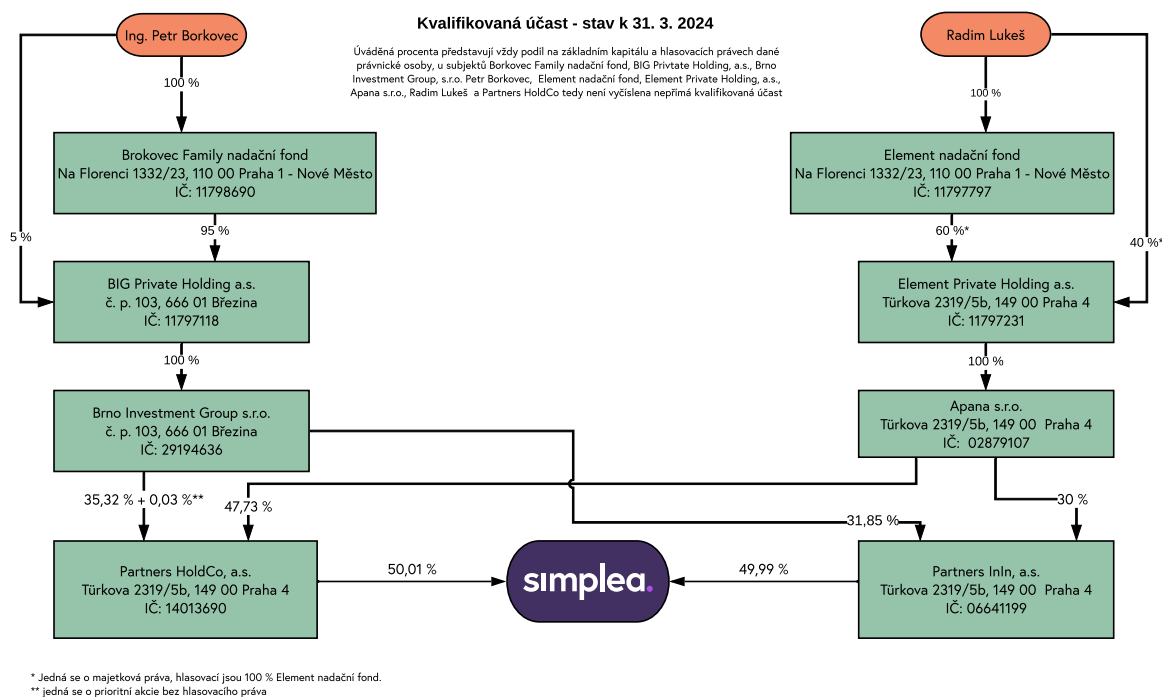 Kvalifikovaná účast - stav k 31. 3. 2024
Úváděná procenta představují vždy podíl na základním kapitálu a hlasovacích právech dané
právnické osoby, u subjektů Borkovec Family nadační fond, BIG Privtate Holding, a.s., Brno
Investment Group, s.r.o. Petr Borkovec, Element nadační fond, Element Private Holding, a.s.,
Apana s.r.o., Radim Lukeš a Partners HoldCo tedy není vyčíslena nepřímá kvalifikovaná účast
Ing. Petr Borkovec
Radim Lukeš
100 %
100 %
Brokovec Family nadační fond
Na Florenci 1332/23, 110 00 Praha 1 - Nové Město
IČ: 11798690
Element nadační fond
Na Florenci 1332/23, 110 00 Praha 1 - Nové Město
IČ: 11797797
5 %
95 %
60 %*
40 %*
BIG Private Holding a.s.
č. p. 103, 666 01 Březina
IČ: 11797118
Element Private Holding a.s.
Türkova 2319/5b, 149 00 Praha 4
IČ: 11797231
100 %
100 %
Brno Investment Group s.r.o.
č. p. 103, 666 01 Březina
IČ: 29194636
Apana s.r.o.
Türkova 2319/5b, 149 00 Praha 4
IČ: 02879107
35,32 % + 0,03 %**
47,73 %
31,85 %
30 %
Partners HoldCo, a.s.
Türkova 2319/5b, 149 00 Praha 4
IČ: 14013690
50,01 %
simplea.
49,99 %
Partners InIn, a.s.
Türkova 2319/5b, 149 00 Praha 4
IČ: 06641199
* Jedná se o majetková práva, hlasovací jsou 100 % Element nadační fond.
** jedná se o prioritní akcie bez hlasovacího práva